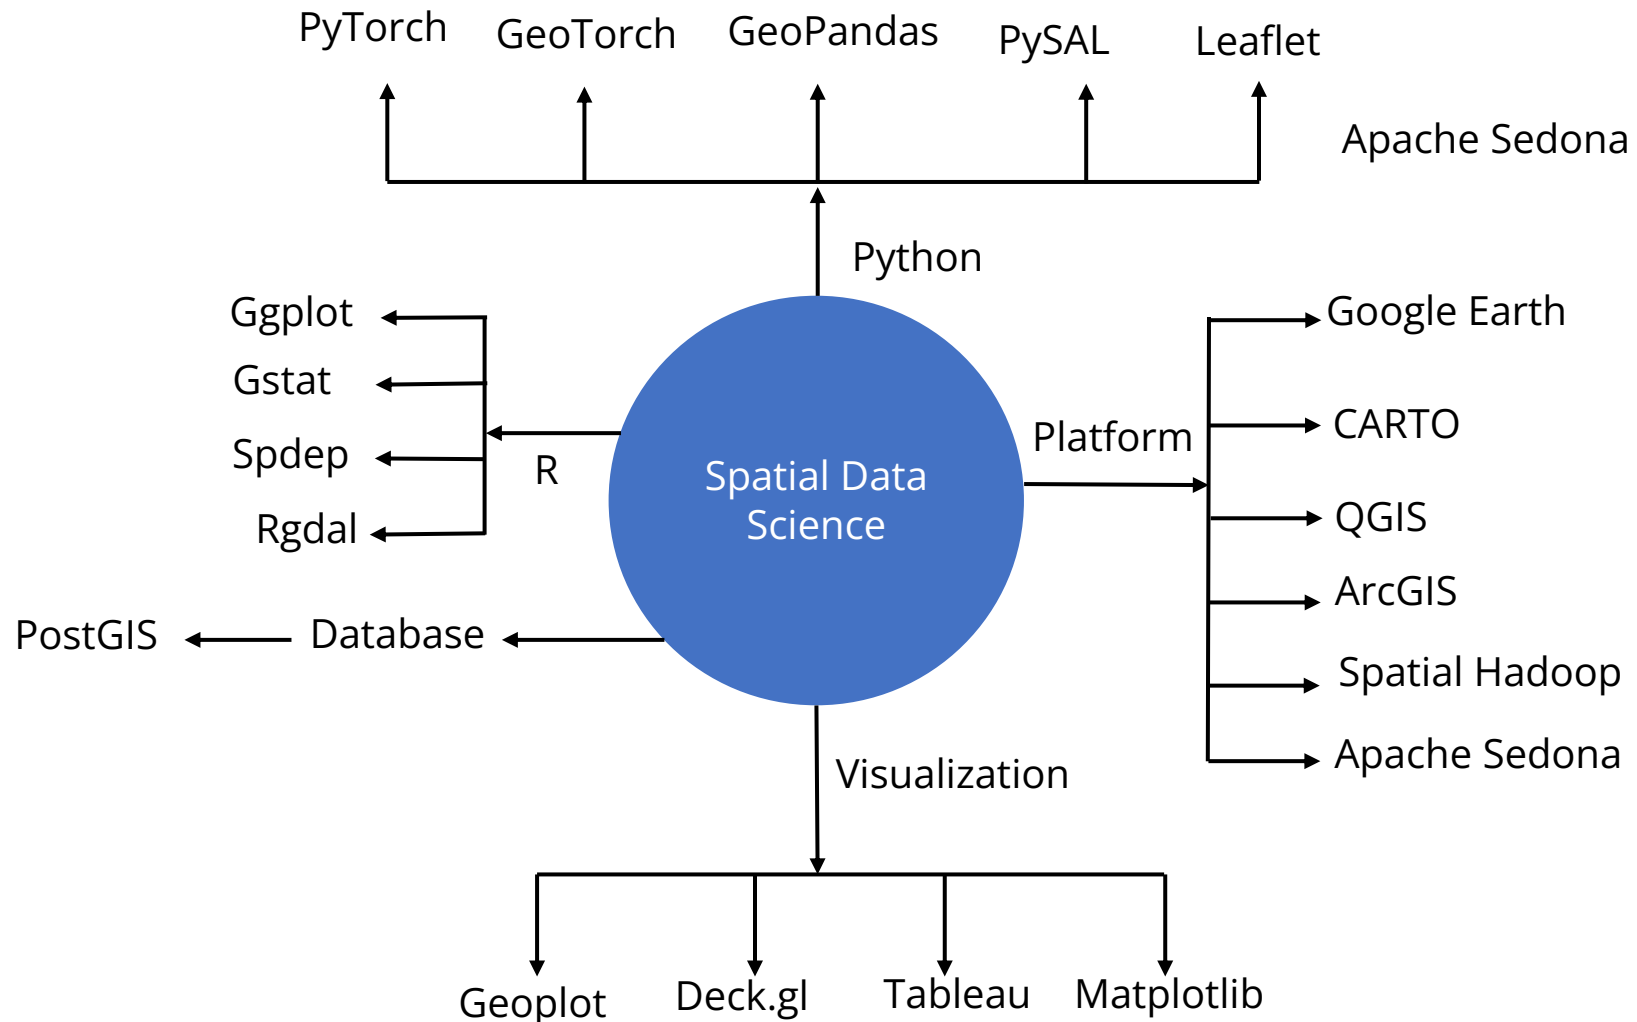 PyTorch
GeoTorch
GeoPandas
PySAL
Leaflet
Apache Sedona
Python
Ggplot
Gstat
Spdep
Rgdal
R
Spatial Data
Science
Platform
Google Earth
CARTO
QGIS
ArcGIS
Spatial Hadoop
Apache Sedona
PostGIS
Database
Visualization
Geoplot
Deck.gl
Tableau
Matplotlib